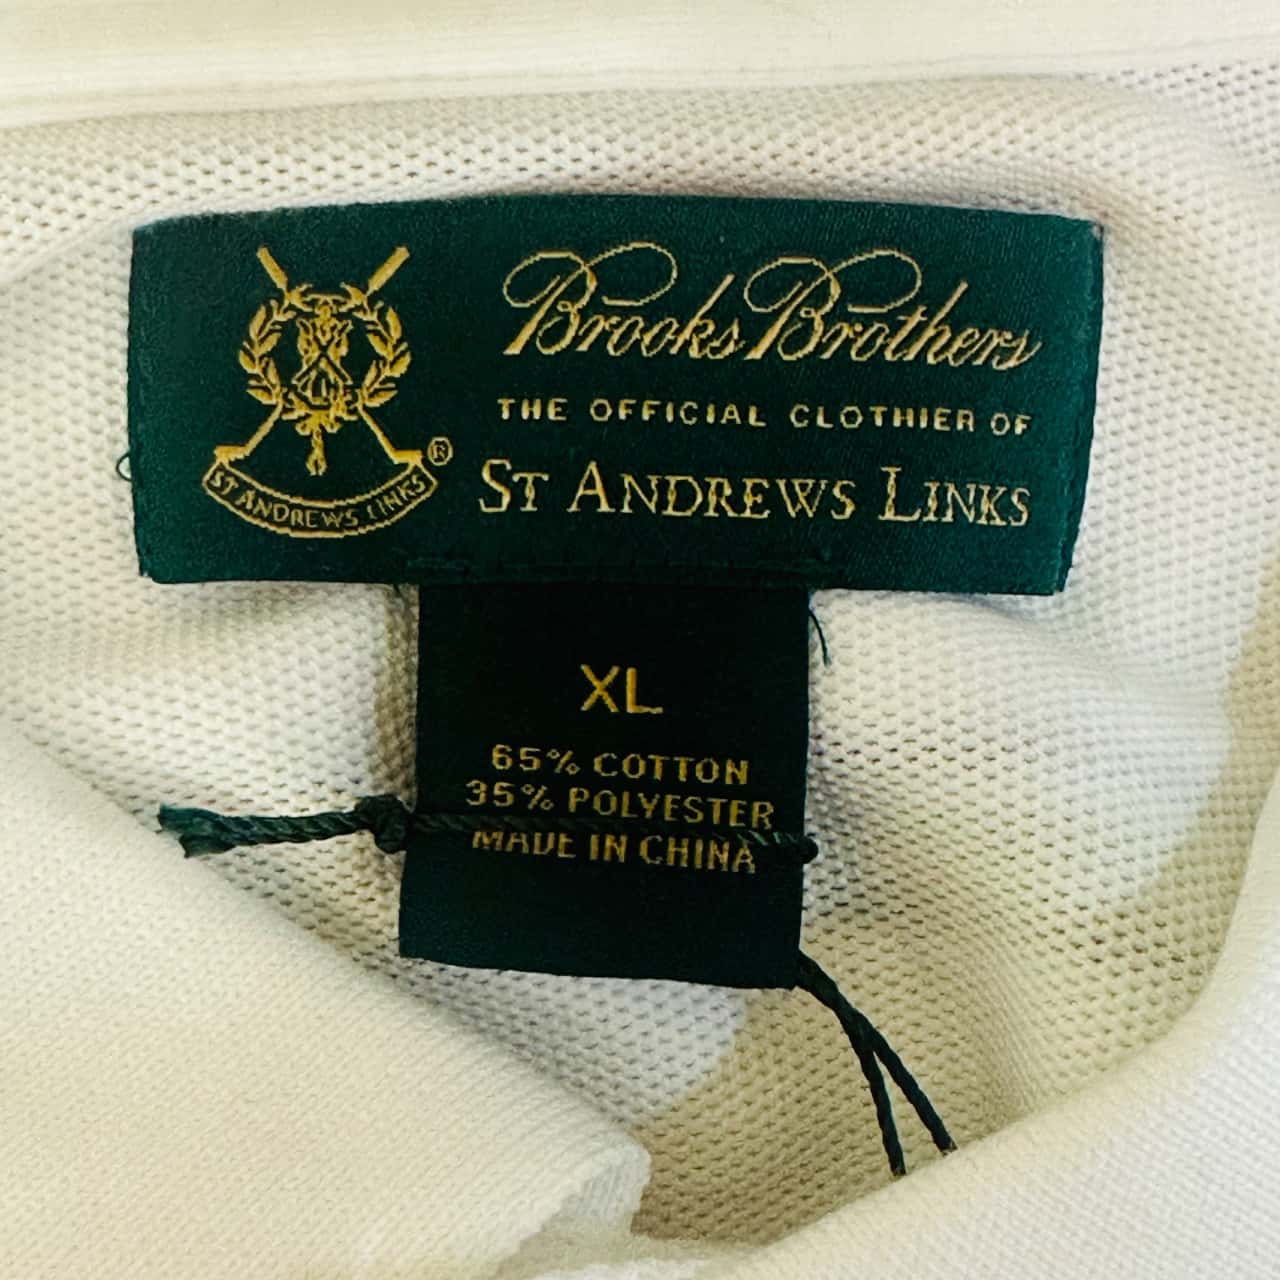 Brooks Brothers
THE OFFICIAL CLOTHIER OF
ST ANDREWS LINKS
®
ST ANDREWS LINKS
XL
65% COTTON
35% POLYESTER
MADE IN CHINA